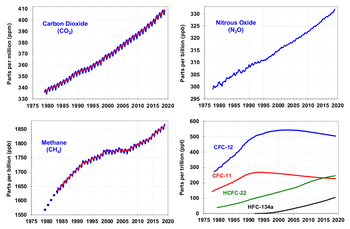 410
400
390
380
370
360
350
340
330
Parts per million (ppm)
Carbon Dioxide
(CO₂)
1975 1980 1985 1990 1995 2000 2005 2010 2015 2020
330
325
320
315
310
305
300
295
Parts per billion (ppb)
Nitrous Oxide
(N₂O)
1975 1980 1985 1990 1995 2000 2005 2010 2015 2020
1850
1800
1750
1700
1650
1600
1550
Parts per billion (ppb)
Methane
(CH₄)
1975 1980 1985 1990 1995 2000 2005 2010 2015 2020
600
500
400
300
200
100
0
Parts per trillion (ppt)
CFC-12
CFC-11
HCFC-22
HFC-134a
1975 1980 1985 1990 1995 2000 2005 2010 2015 2020